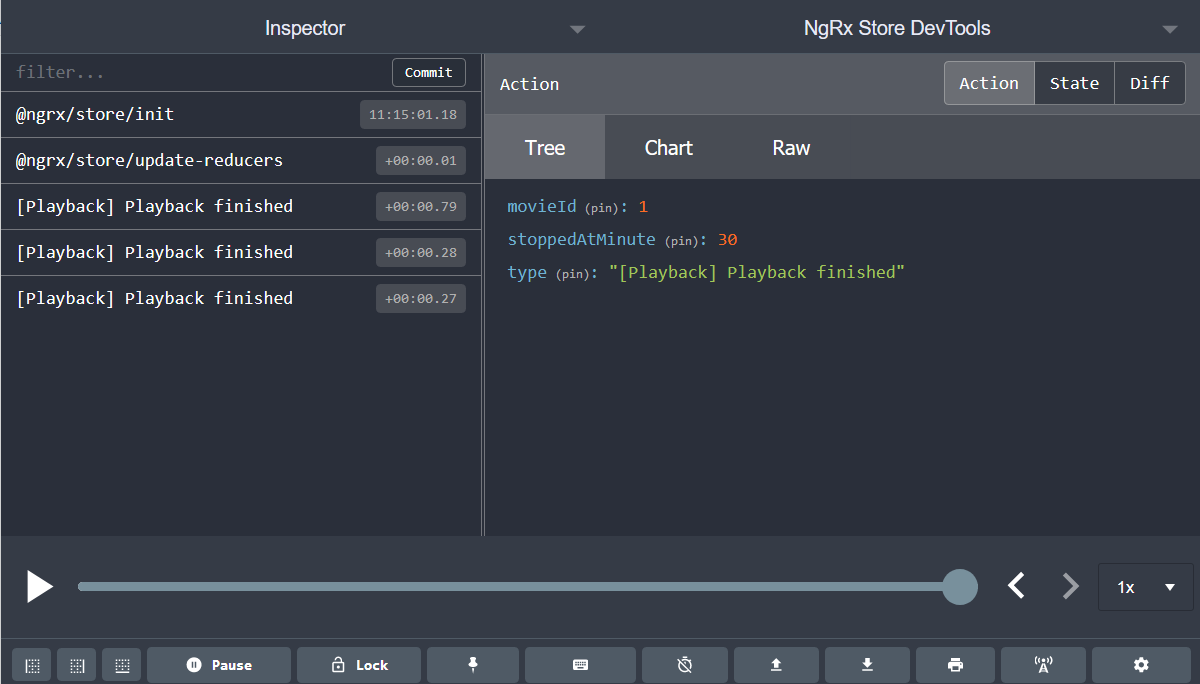 Inspector
NgRx Store DevTools
filter...
Commit
@ngrx/store/init
11:15:01.18
@ngrx/store/update-reducers
+00:00.01
[Playback] Playback finished
+00:00.79
[Playback] Playback finished
+00:00.28
[Playback] Playback finished
+00:00.27
Action
Action
State
Diff
Tree
Chart
Raw
movieId (pin): 1
stoppedAtMinute (pin): 30
type (pin): "[Playback] Playback finished"
1x
Pause
Lock